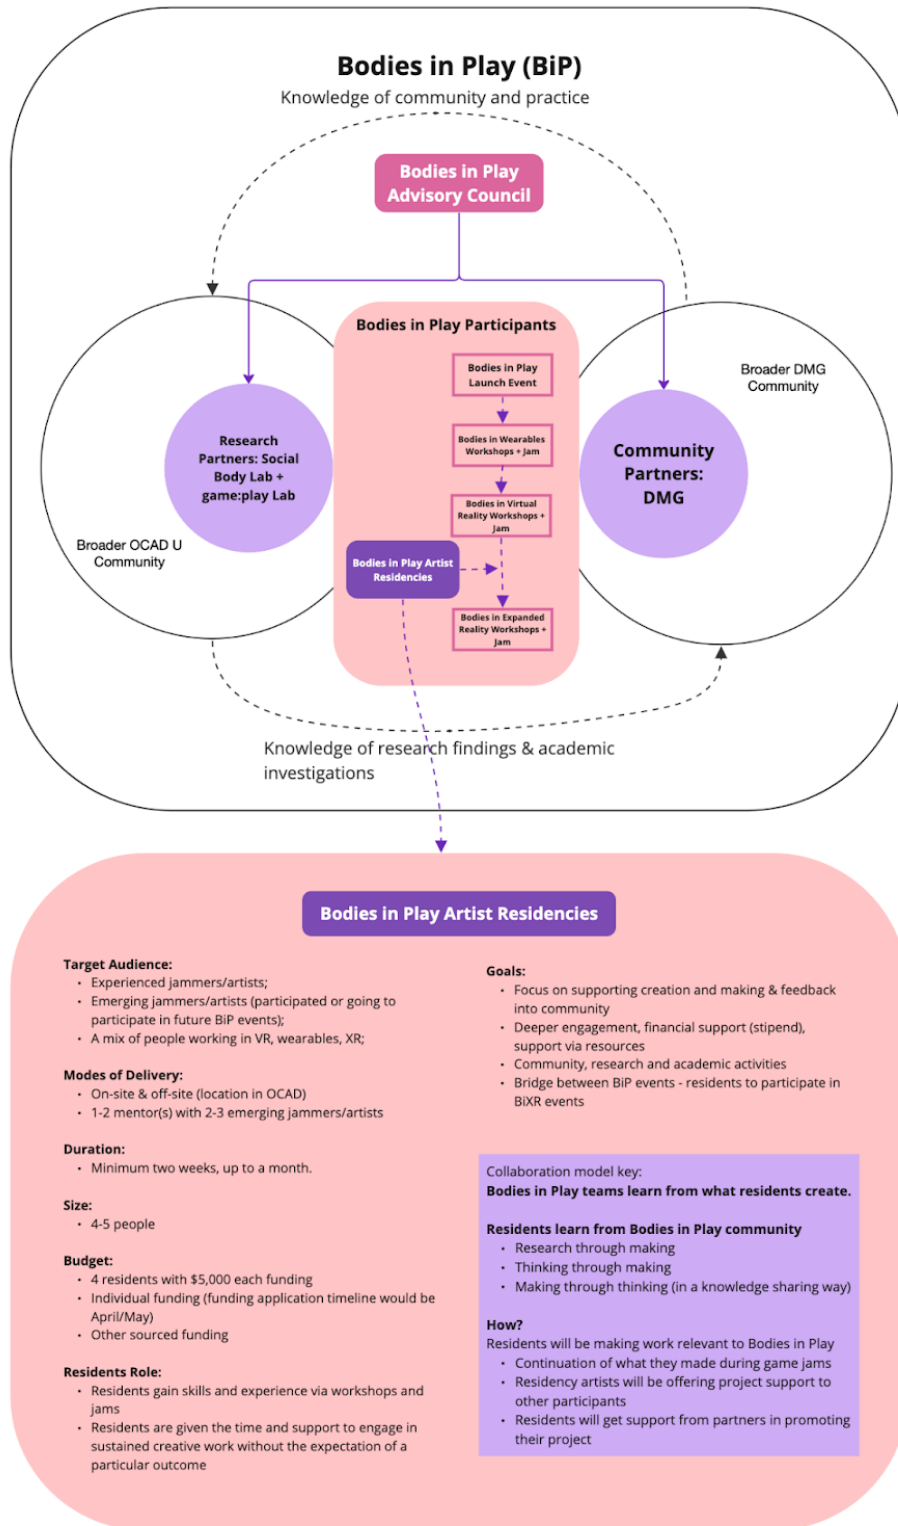 Bodies in Play (BiP)
Knowledge of community and practice
Bodies in Play
Advisory Council
Bodies in Play Participants
Bodies in Play
Launch Event
Bodies in Wearables
Workshops + Jam
Bodies in Virtual
Reality Workshops +
Jam
Bodies in Play Artist
Residencies
Bodies in Expanded
Reality Workshops +
Jam
Research
Partners: Social
Body Lab +
game:play Lab
Broader OCAD U
Community
Broader DMG
Community
Community
Partners:
DMG
Knowledge of research findings & academic
investigations
Bodies in Play Artist Residencies
Target Audience:
• Experienced jammers/artists;
• Emerging jammers/artists (participated or going to
participate in future BiP events);
• A mix of people working in VR, wearables, XR;
Modes of Delivery:
• On-site & off-site (location in OCAD)
• 1-2 mentor(s) with 2-3 emerging jammers/artists
Duration:
• Minimum two weeks, up to a month.
Size:
• 4-5 people
Budget:
• 4 residents with $5,000 each funding
• Individual funding (funding application timeline would be
April/May)
• Other sourced funding
Residents Role:
• Residents gain skills and experience via workshops and
jams
• Residents are given the time and support to engage in
sustained creative work without the expectation of a
particular outcome
Goals:
• Focus on supporting creation and making & feedback
into community
• Deeper engagement, financial support (stipend),
support via resources
• Community, research and academic activities
• Bridge between BiP events - residents to participate in
BiXR events
Collaboration model key:
Bodies in Play teams learn from what residents create.
Residents learn from Bodies in Play community
• Research through making
• Thinking through making
• Making through thinking (in a knowledge sharing way)
How?
Residents will be making work relevant to Bodies in Play
• Continuation of what they made during game jams
• Residency artists will be offering project support to
other participants
• Residents will get support from partners in promoting
their project